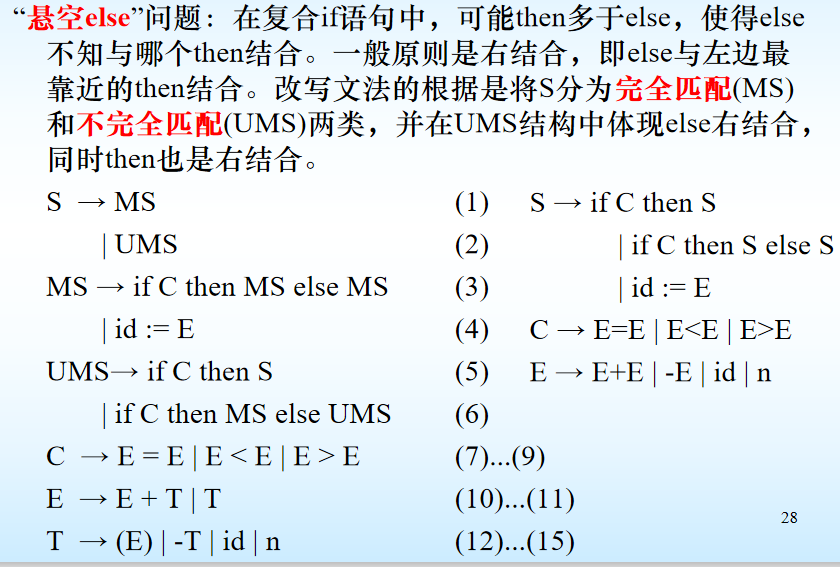 “悬空else”问题：在复合if语句中，可能then多于else，使得else
不知与哪个then结合。一般原则是右结合，即else与左边最
靠近的then结合。改写文法的根据是将S分为完全匹配(MS)
和不完全匹配(UMS)两类，并在UMS结构中体现else右结合，
同时then也是右结合。
S → MS (1) S → if C then S
| UMS (2) | if C then S else S
MS → if C then MS else MS (3) | id := E
| id := E (4) C → E=E | E<E | E>E
UMS→ if C then S (5) E → E+E | -E | id | n
| if C then MS else UMS (6)
C → E = E | E < E | E > E (7)...(9)
E → E + T | T (10)...(11)
T → (E) | -T | id | n (12)...(15)
28